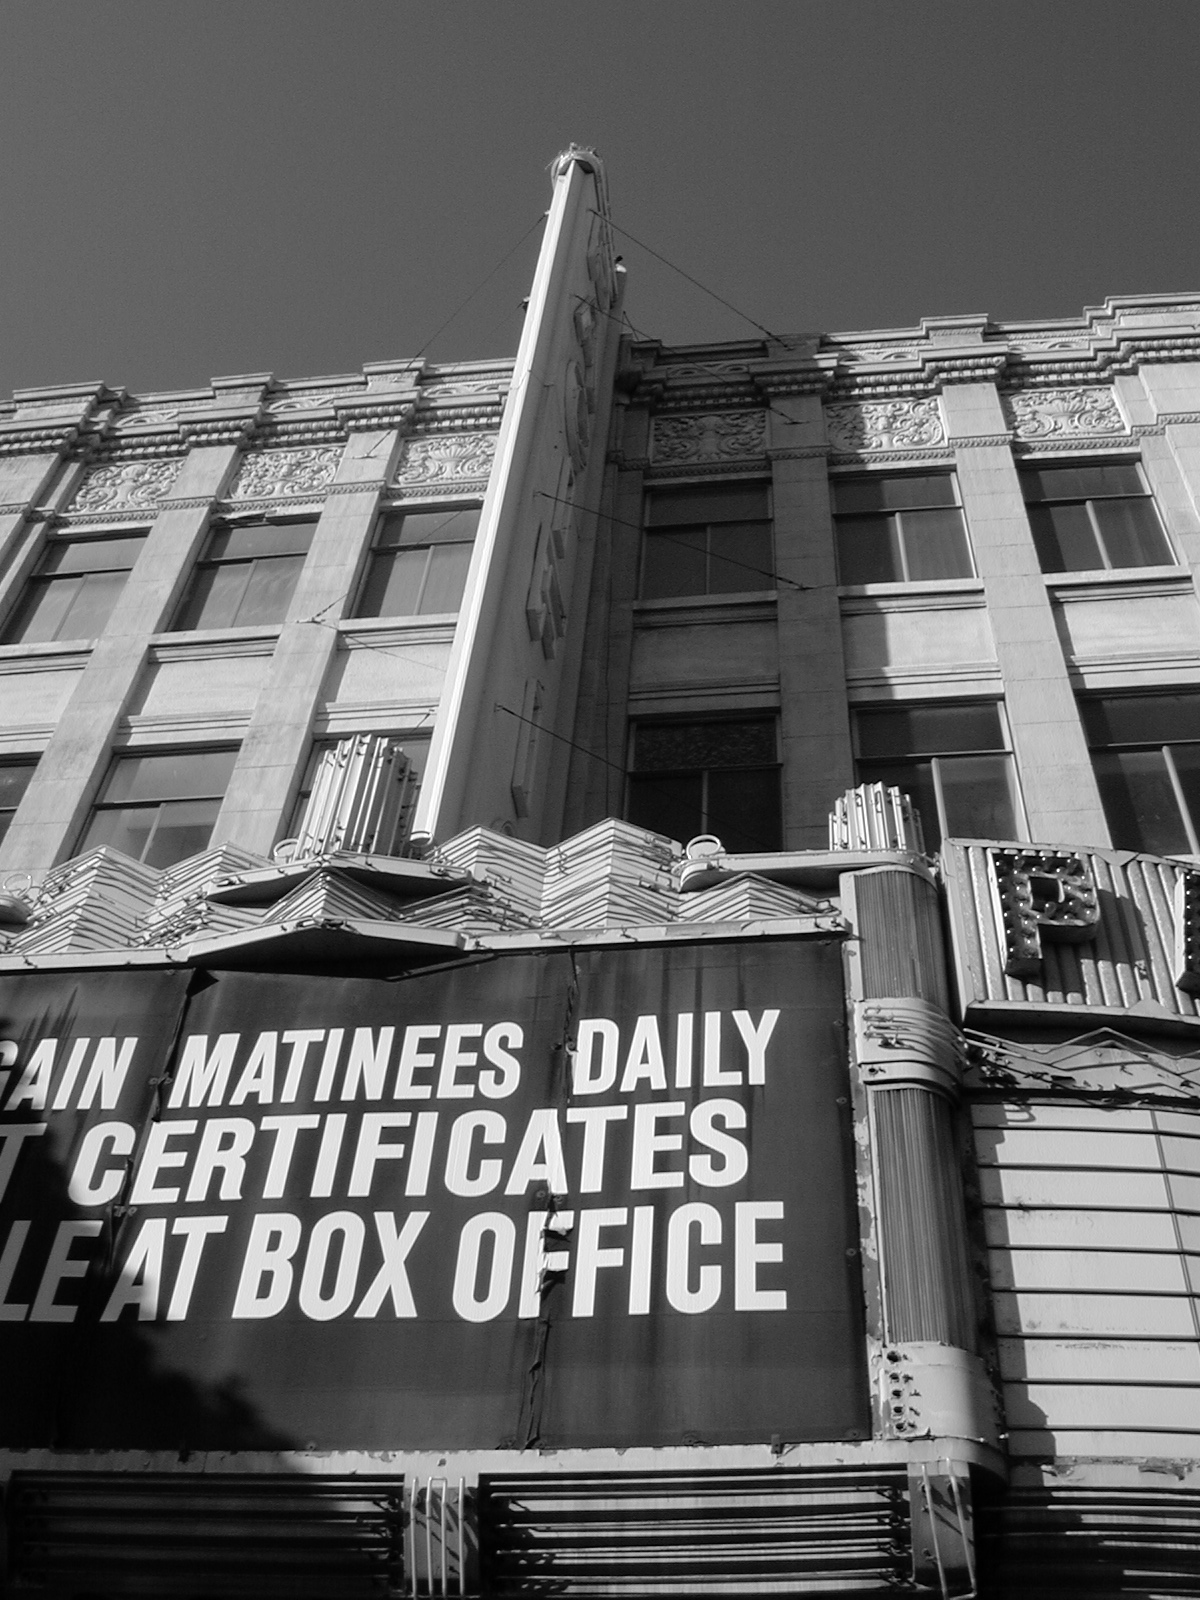 P
GAIN MATINEES DAILY
T CERTIFICATES
LE AT BOX OFFICE